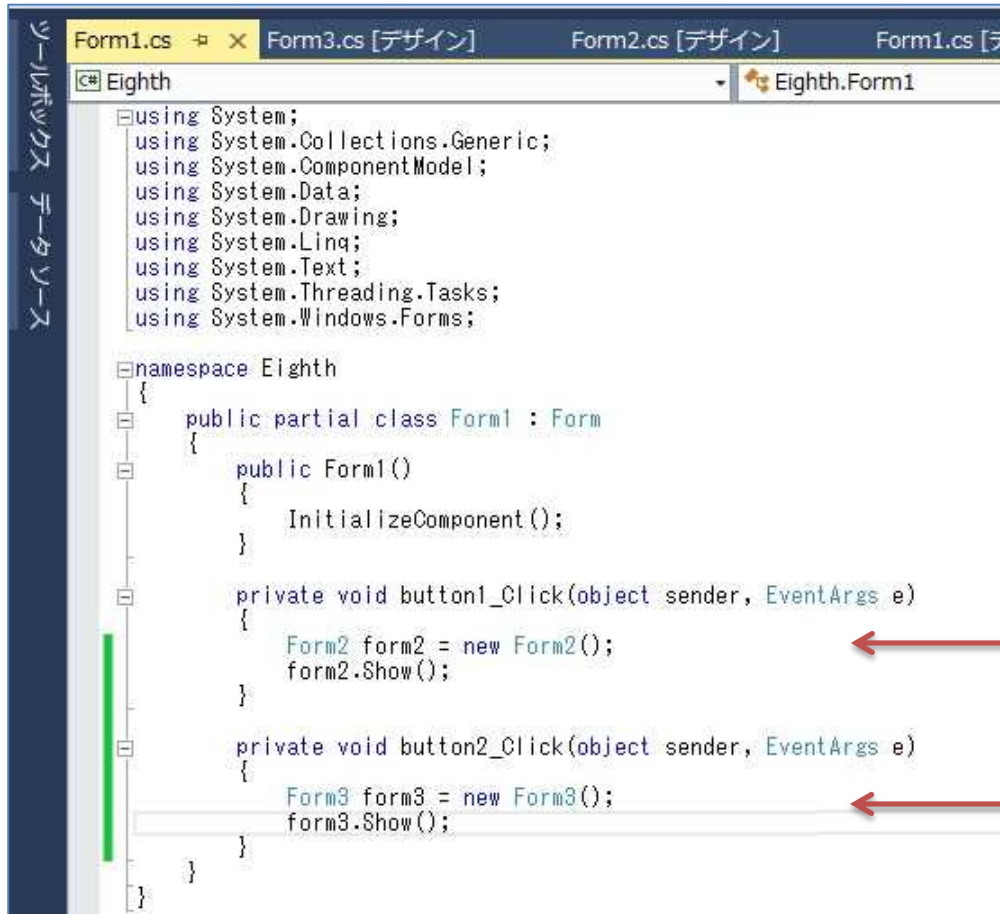 ツールボックス データ ソース
Form1.cs Form3.cs [デザイン] Form2.cs [デザイン] Form1.cs [デ
C# Eighth Eighth.Form1
using System;
using System.Collections.Generic;
using System.ComponentModel;
using System.Data;
using System.Drawing;
using System.Linq;
using System.Text;
using System.Threading.Tasks;
using System.Windows.Forms;
namespace Eighth
{
public partial class Form1 : Form
{
public Form1()
{
InitializeComponent();
}
private void button1_Click(object sender, EventArgs e)
{
Form2 form2 = new Form2();
form2.Show();
}
private void button2_Click(object sender, EventArgs e)
{
Form3 form3 = new Form3();
form3.Show();
}
}
}